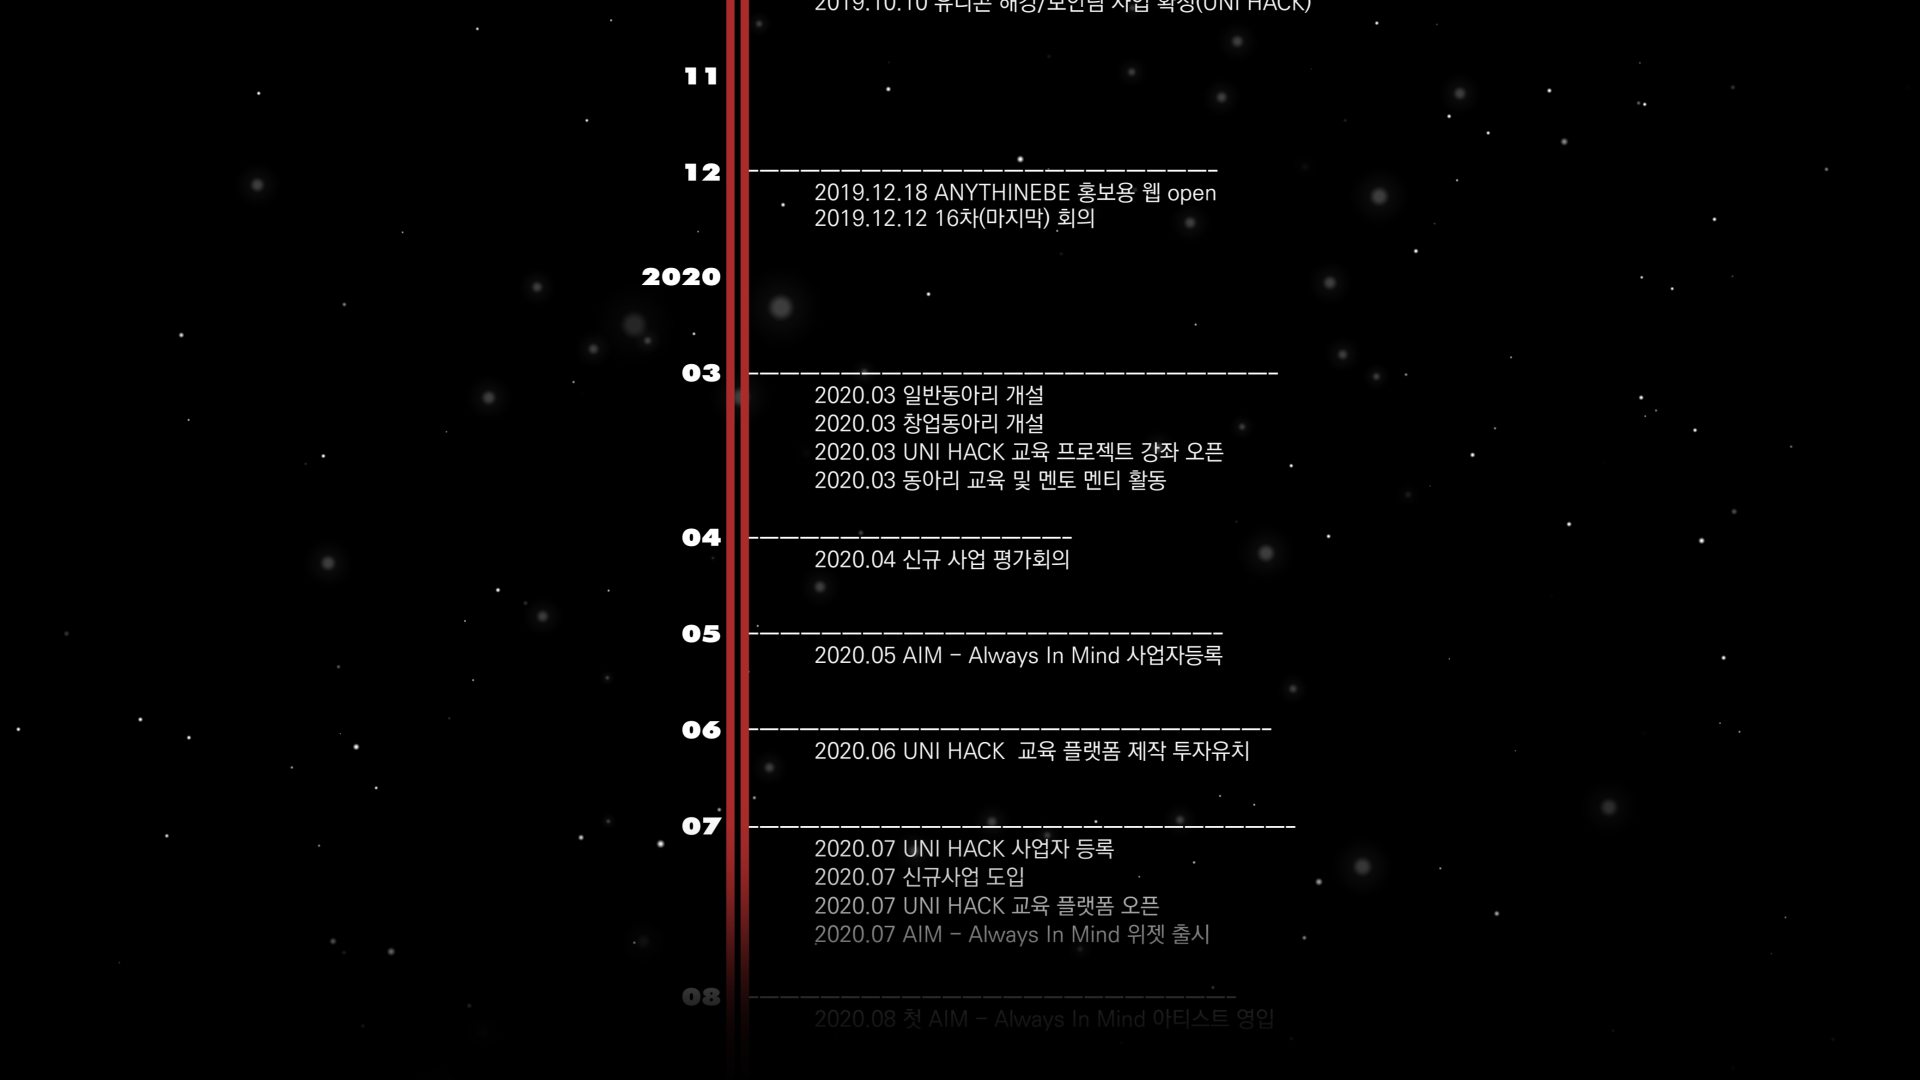 2019.10.10 유니콘 해킹/보안팀 사업 확정(UNI HACK)
11
12
2019.12.18 ANYTHINEBE 홍보용 웹 open
2019.12.12 16차(마지막) 회의
2020
03
2020.03 일반동아리 개설
2020.03 창업동아리 개설
2020.03 UNI HACK 교육 프로젝트 강좌 오픈
2020.03 동아리 교육 및 멘토 멘티 활동
04
2020.04 신규 사업 평가회의
05
2020.05 AIM - Always In Mind 사업자등록
06
2020.06 UNI HACK 교육 플랫폼 제작 투자유치
07
2020.07 UNI HACK 사업자 등록
2020.07 신규사업 도입
2020.07 UNI HACK 교육 플랫폼 오픈
2020.07 AIM - Always In Mind 위젯 출시
08
2020.08 첫 AIM - Always In Mind 아티스트 영입